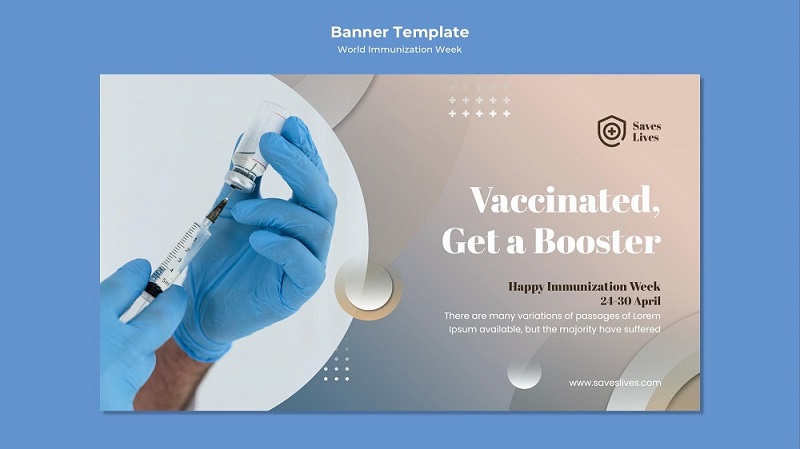 Banner Template
World Immunization Week
Saves
Lives
Vaccinated,
Get a Booster
Happy Immunization Week
24-30 April
There are many variations of passages of Lorem
Ipsum available, but the majority have suffered
www.saveslives.com